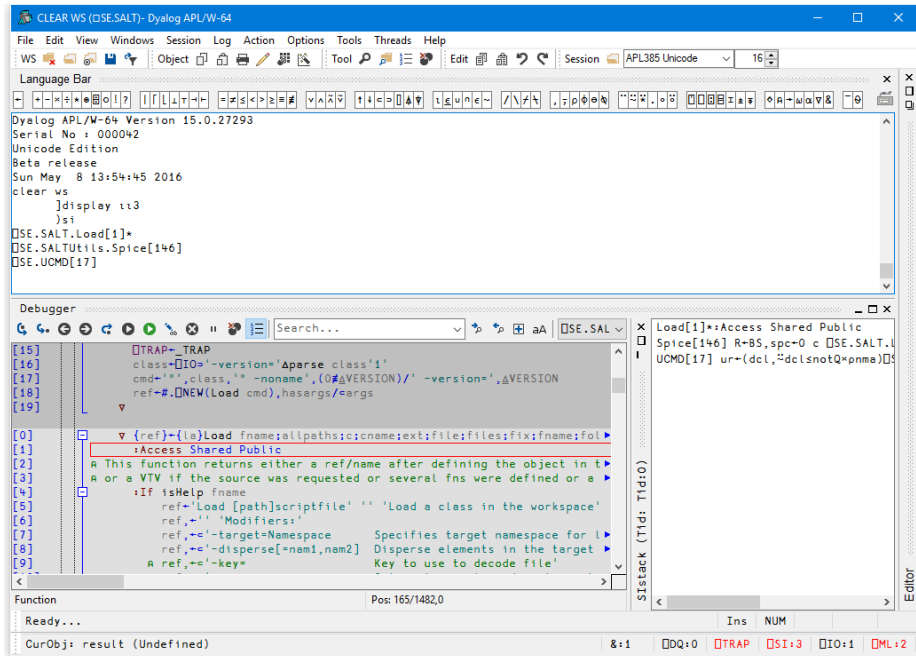 CLEAR WS (⎕SE.SALT)- Dyalog APL/W-64
File Edit View Windows Session Log Action Options Tools Threads Help
WS Object Tool Edit Session APL385 Unicode 16
Language Bar
Dyalog APL/W-64 Version 15.0.27293
Serial No : 000042
Unicode Edition
Beta release
Sun May  8 13:54:45 2016
clear ws
      ]display ⍳⍳3
      )si
⎕SE.SALT.Load[1]*
⎕SE.SALTUtils.Spice[146]
⎕SE.UCMD[17]
Debugger
Search... aA ⎕SE.SAL
[15] ⎕TRAP←_TRAP
[16] class←⎕IO='-version='∆parse class'1'
[17] cmd←'"',class,'" -noname',(0≢⍙VERSION)/' -version=',⍙VERSION
[18] ref←#.⎕NEW(Load cmd),hasargs/⊂args
[19] ∇
[0] ∇ {ref}←{la}Load fname;allpaths;c;cname;ext;file;files;fix;fname;fol
[1] :Access Shared Public
[2] ⍝ This function returns either a ref/name after defining the object in t
[3] ⍝ or a VTV if the source was requested or several fns were defined or a
[4] :If isHelp fname
[5] ref←'Load [path]scriptfile' '' 'Load a class in the workspace'
[6] ref,←'' 'Modifiers:'
[7] ref,←⊂'-target=Namespace      Specifies target namespace for l
[8] ref,←⊂'-disperse[=nam1,nam2]  Disperse elements in the target
[9] ⍝ ref,←⊂'-key=                Key to use to decode file'
Function Pos: 165/1482,0
Load[1]*:Access Shared Public
Spice[146] R←BS,spc←0 c ⎕SE.SALT.L
UCMD[17] ur←(dcl,⍨dcl≤notQ×⍴nma)⎕S
SIstack (Tid: Tid:0)
Editor
Ready... Ins NUM
CurObj: result (Undefined) &:1 ⎕DQ:0 ⎕TRAP ⎕SI:3 ⎕IO:1 ⎕ML:2